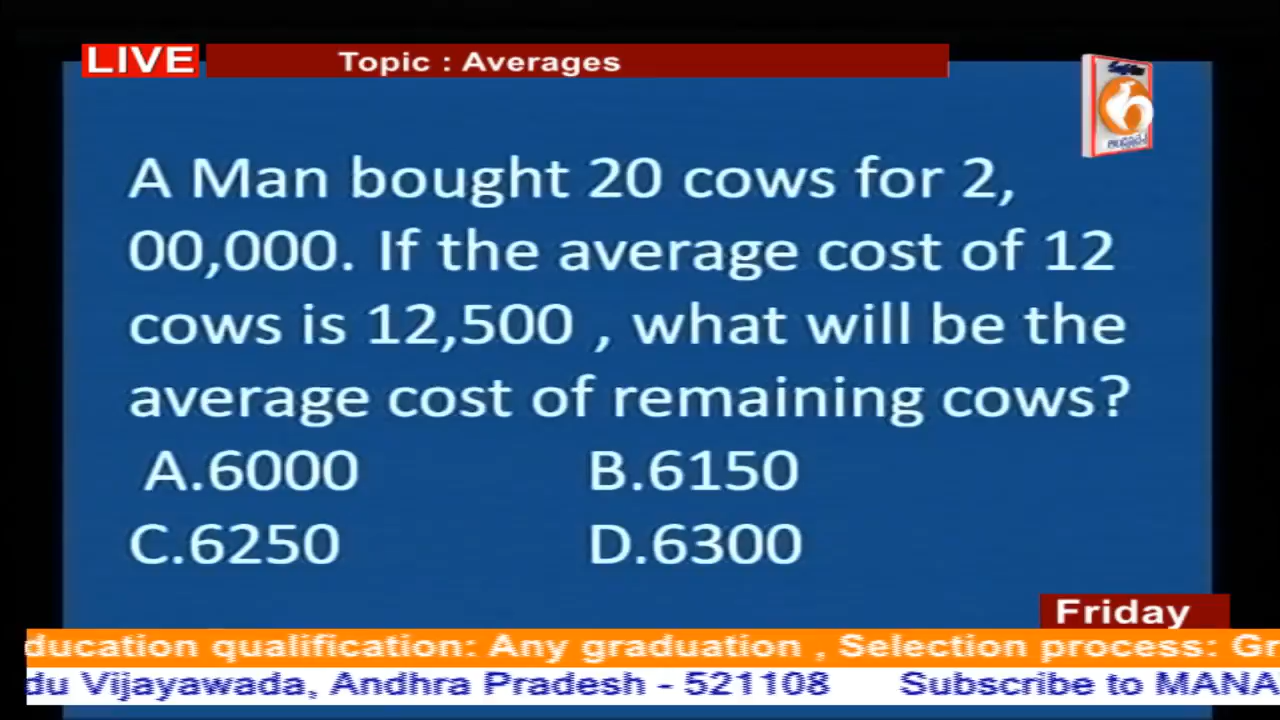 LIVE
Topic : Averages
A Man bought 20 cows for 2,
00,000. If the average cost of 12
cows is 12,500 , what will be the
average cost of remaining cows?
A.6000 B.6150
C.6250 D.6300
Friday
ducation qualification: Any graduation , Selection process: Gr
du Vijayawada, Andhra Pradesh - 521108 Subscribe to MANA